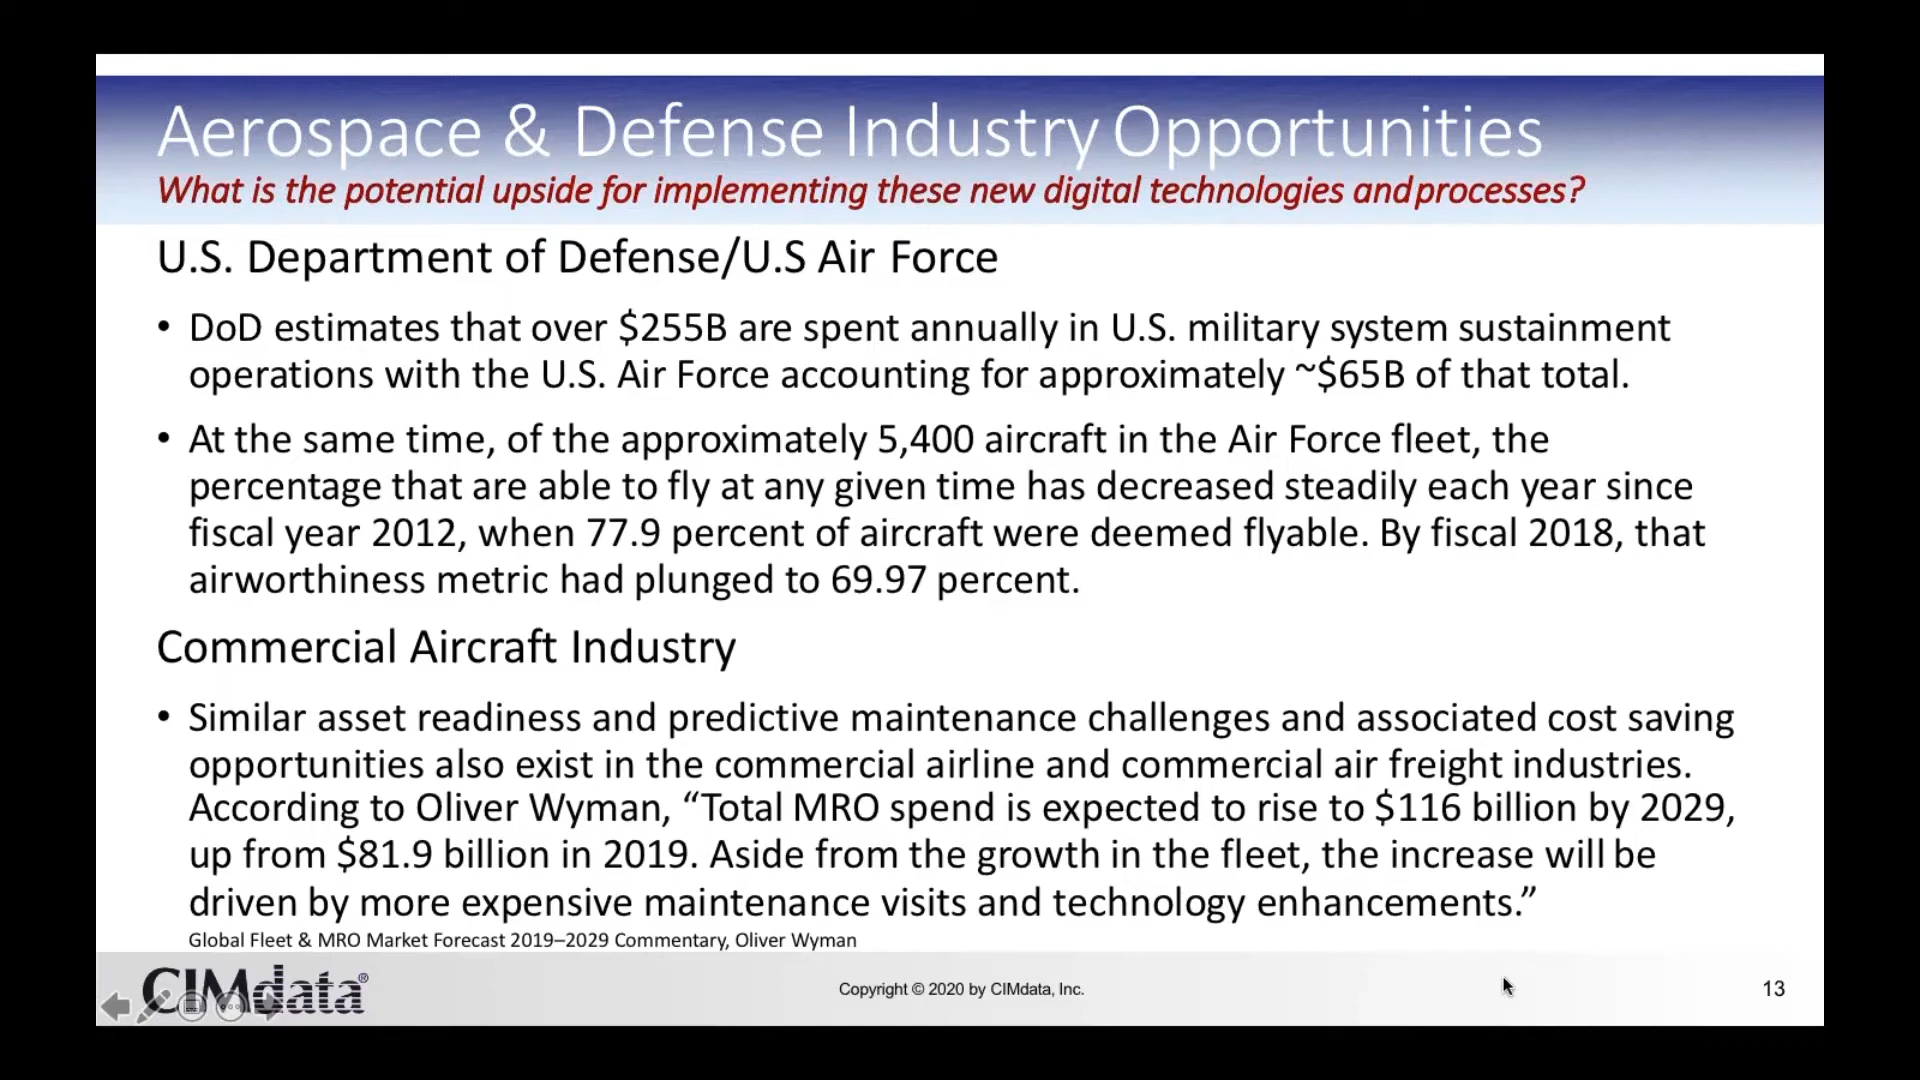 Aerospace & Defense Industry Opportunities
What is the potential upside for implementing these new digital technologies and processes?
U.S. Department of Defense/U.S Air Force
• DoD estimates that over $255B are spent annually in U.S. military system sustainment
operations with the U.S. Air Force accounting for approximately ~$65B of that total.
• At the same time, of the approximately 5,400 aircraft in the Air Force fleet, the
percentage that are able to fly at any given time has decreased steadily each year since
fiscal year 2012, when 77.9 percent of aircraft were deemed flyable. By fiscal 2018, that
airworthiness metric had plunged to 69.97 percent.
Commercial Aircraft Industry
• Similar asset readiness and predictive maintenance challenges and associated cost saving
opportunities also exist in the commercial airline and commercial air freight industries.
According to Oliver Wyman, “Total MRO spend is expected to rise to $116 billion by 2029,
up from $81.9 billion in 2019. Aside from the growth in the fleet, the increase will be
driven by more expensive maintenance visits and technology enhancements.”
Global Fleet & MRO Market Forecast 2019–2029 Commentary, Oliver Wyman
CIMdata®
Copyright © 2020 by CIMdata, Inc.
13